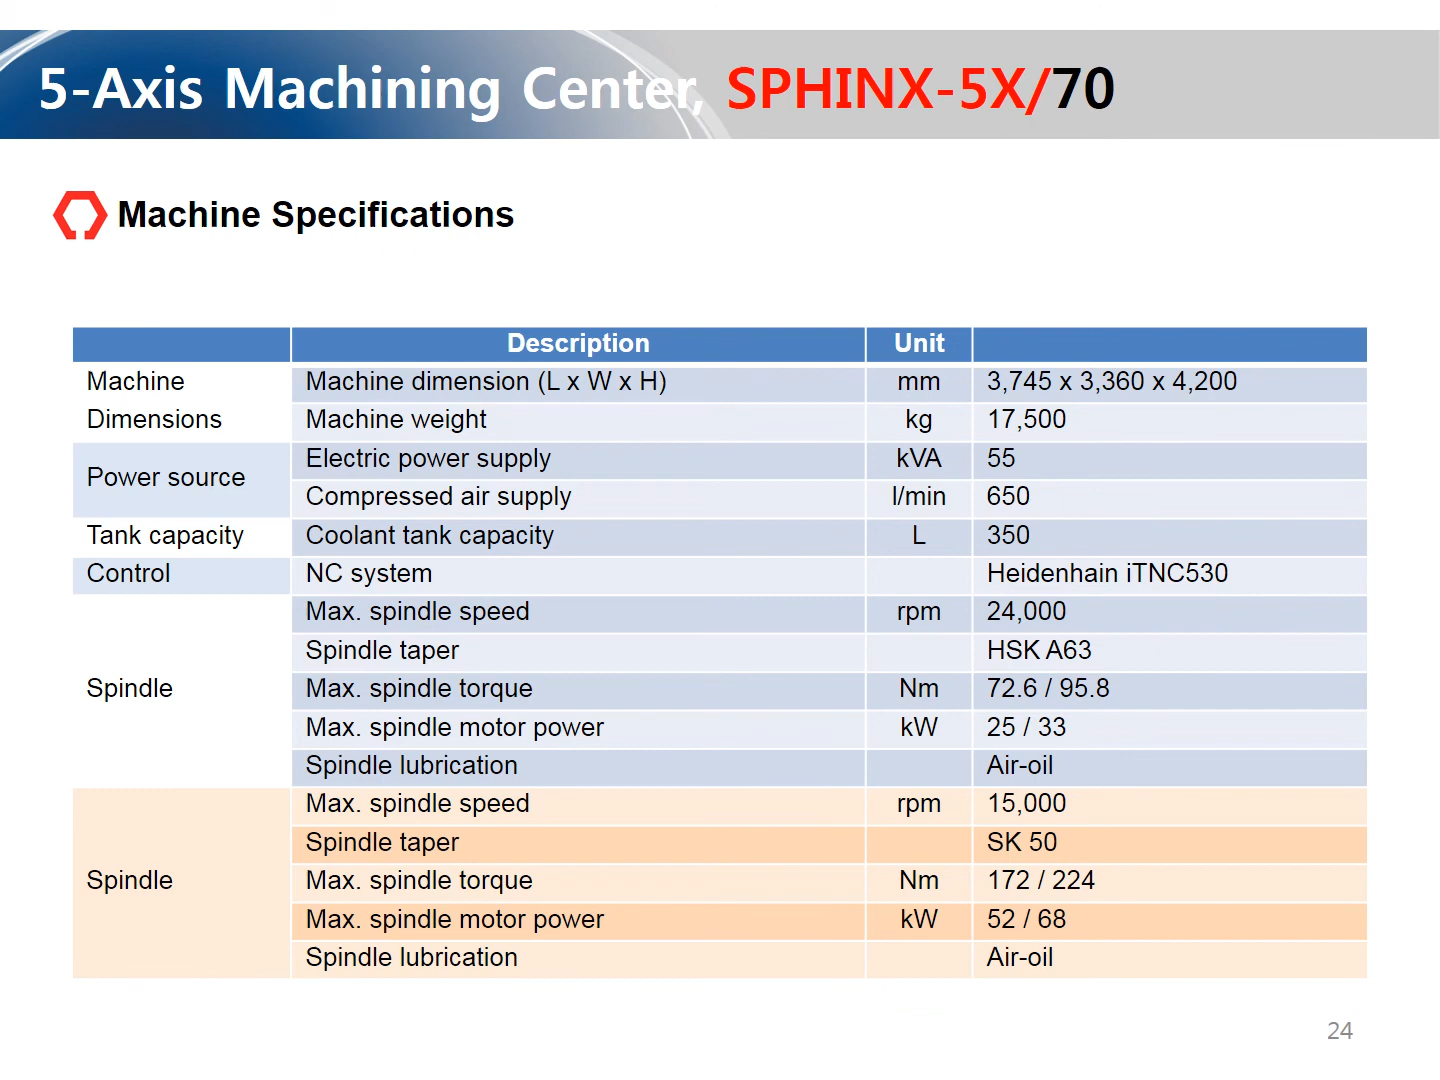 5-Axis Machining Center, SPHINX-5X/70
Machine Specifications
Description Unit
Machine Dimensions Machine dimension (L x W x H) mm 3,745 x 3,360 x 4,200
Machine weight kg 17,500
Power source Electric power supply kVA 55
Compressed air supply l/min 650
Tank capacity Coolant tank capacity L 350
Control NC system Heidenhain iTNC530
Spindle Max. spindle speed rpm 24,000
Spindle taper HSK A63
Max. spindle torque Nm 72.6 / 95.8
Max. spindle motor power kW 25 / 33
Spindle lubrication Air-oil
Spindle Max. spindle speed rpm 15,000
Spindle taper SK 50
Max. spindle torque Nm 172 / 224
Max. spindle motor power kW 52 / 68
Spindle lubrication Air-oil
24